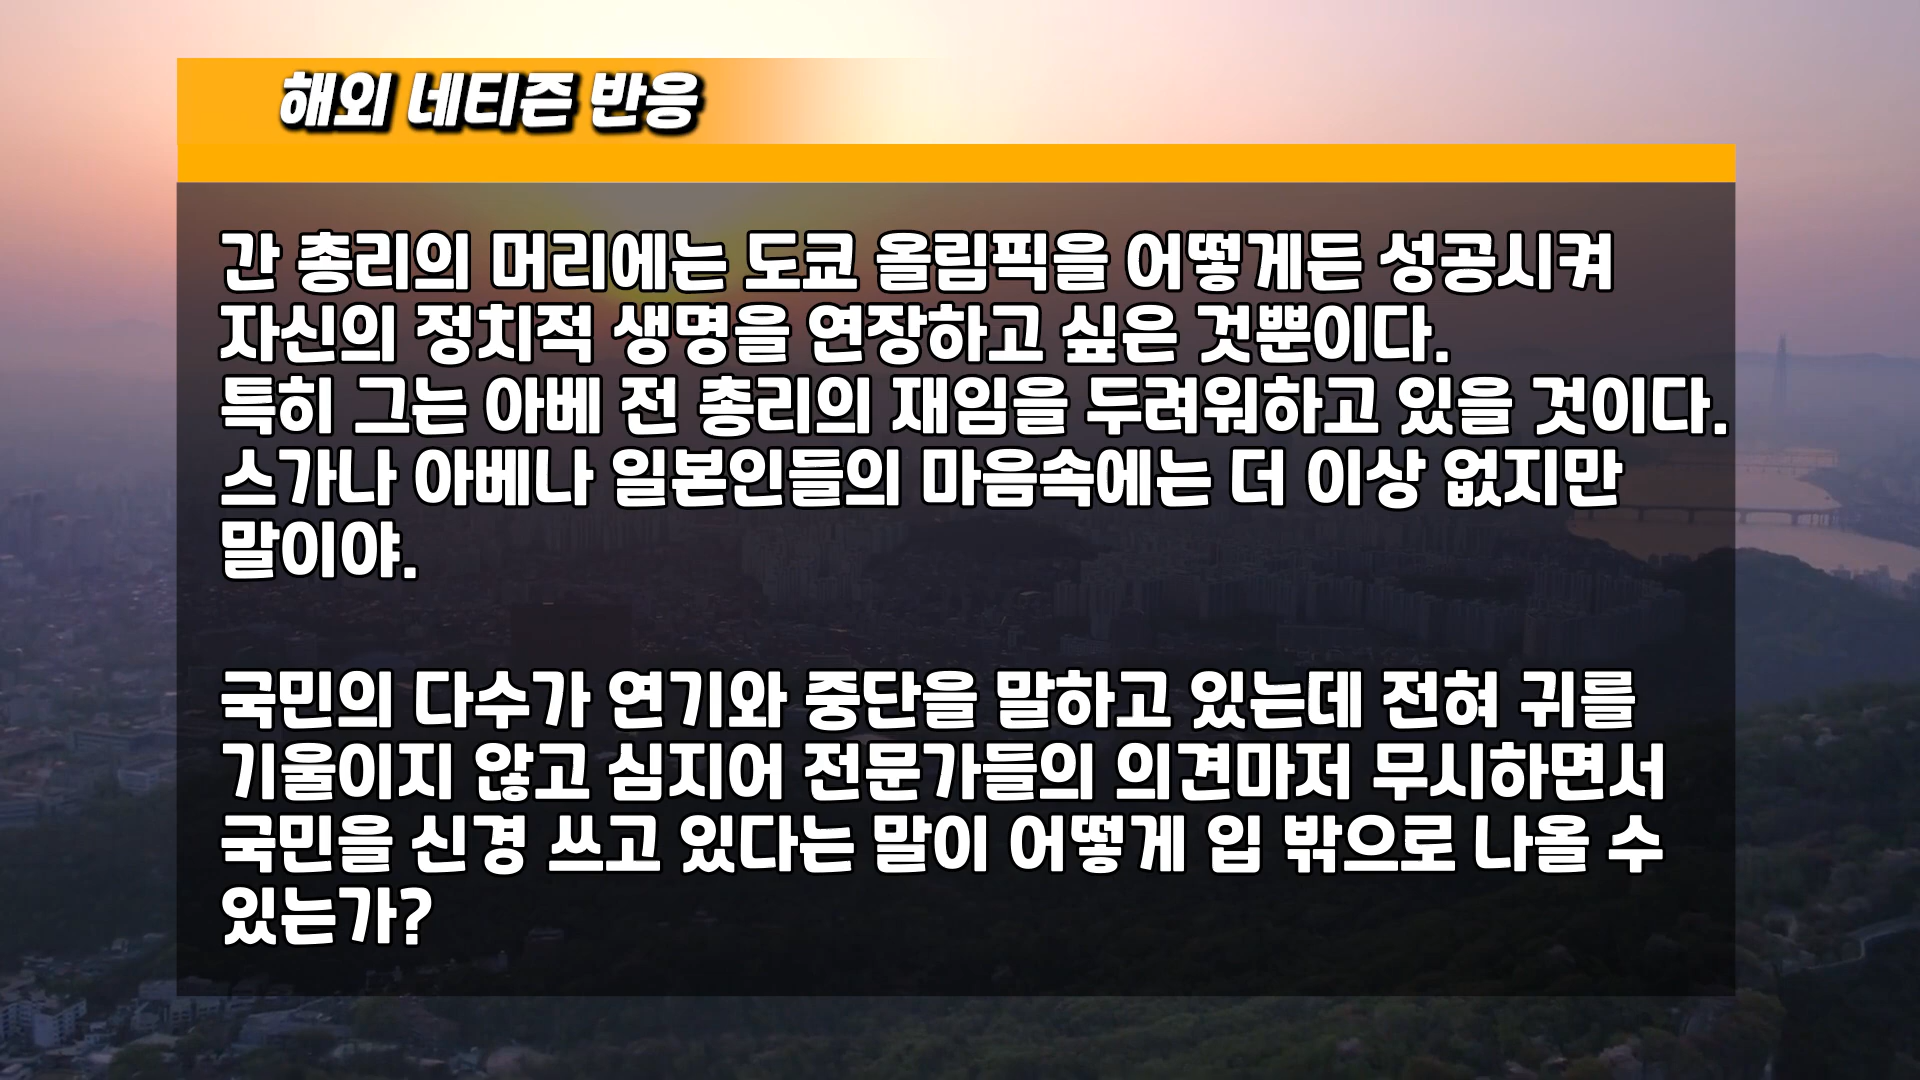 해외 네티즌 반응
간 총리의 머리에는 도쿄 올림픽을 어떻게든 성공시켜
자신의 정치적 생명을 연장하고 싶은 것뿐이다.
특히 그는 아베 전 총리의 재임을 두려워하고 있을 것이다.
스가나 아베나 일본인들의 마음속에는 더 이상 없지만
말이야.
국민의 다수가 연기와 중단을 말하고 있는데 전혀 귀를
기울이지 않고 심지어 전문가들의 의견마저 무시하면서
국민을 신경 쓰고 있다는 말이 어떻게 입 밖으로 나올 수
있는가?